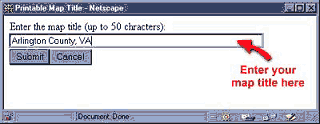 Printable Map Title - Netscape
Enter the map title (up to 50 chracters):
Arlington County, VA
Submit Cancel
Enter your
map title here
Document: Done